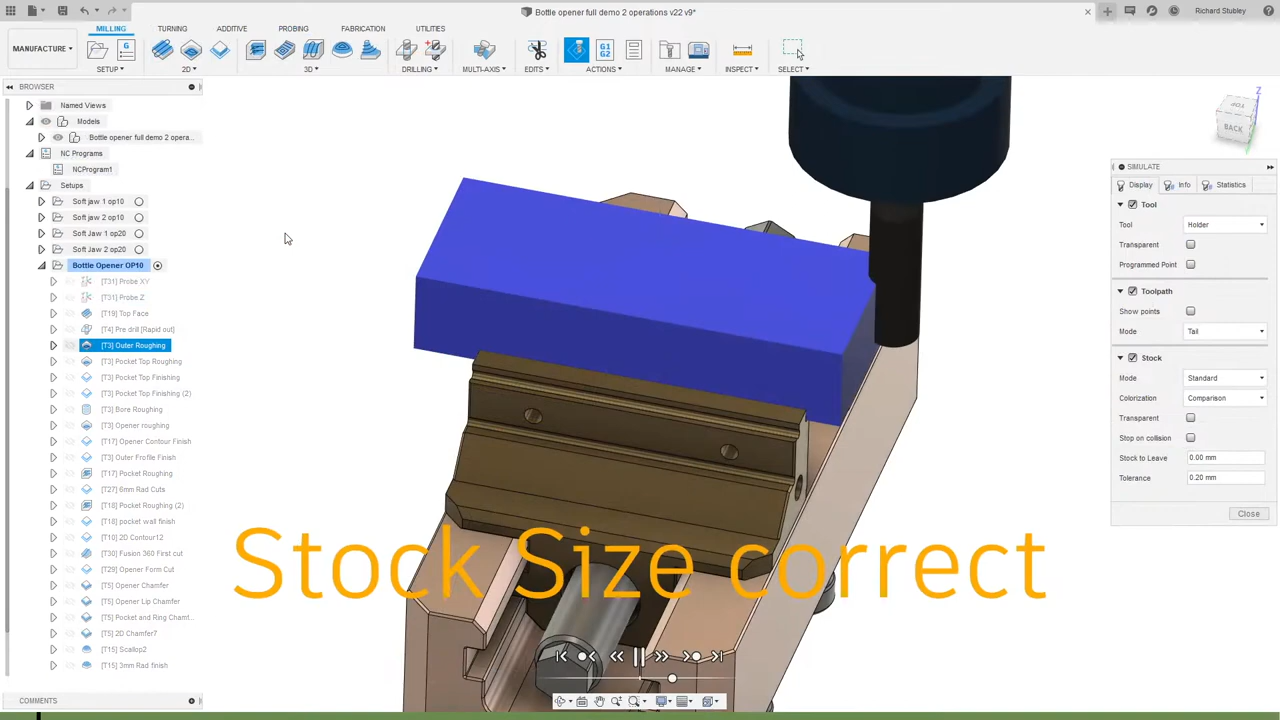 Bottle opener full demo 2 operations v22 v9*
Richard Stubley
MILLING TURNING ADDITIVE PROBING FABRICATION UTILITIES
MANUFACTURE
G
G1
G2
SETUP 2D 3D DRILLING MULTI-AXIS EDITS ACTIONS MANAGE INSPECT SELECT
BROWSER
Named Views
Models
Bottle opener full demo 2 opera...
NC Programs
NCProgram1
Setups
Soft jaw 1 op10
Soft jaw 2 op10
Soft Jaw 1 op20
Soft Jaw 2 op20
Bottle Opener OP10
[T31] Probe XY
[T31] Probe Z
[T19] Top Face
[T4] Pre drill [Rapid out]
[T3] Outer Roughing
[T3] Pocket Top Roughing
[T3] Pocket Top Finishing
[T3] Pocket Top Finishing (2)
[T3] Bore Roughing
[T3] Opener roughing
[T17] Opener Contour Finish
[T3] Outer Frofile Finish
[T17] Pocket Roughing
[T27] 6mm Rad Cuts
[T18] Pocket Roughing (2)
[T18] pocket wall finish
[T10] 2D Contour12
[T30] Fusion 360 First cut
[T29] Opener Form Cut
[T5] Opener Chamfer
[T5] Opener Lip Chamfer
[T5] Pocket and Ring Chamf...
[T5] 2D Chamfer7
[T15] Scallop2
[T15] 3mm Rad finish
COMMENTS
Z
TOP
BACK
SIMULATE
Display Info Statistics
Tool
Tool Holder
Transparent
Programmed Point
Toolpath
Show points
Mode Tail
Stock
Mode Standard
Colorization Comparison
Transparent
Stop on collision
Stock to Leave 0.00 mm
Tolerance 0.20 mm
Close
Stock Size correct